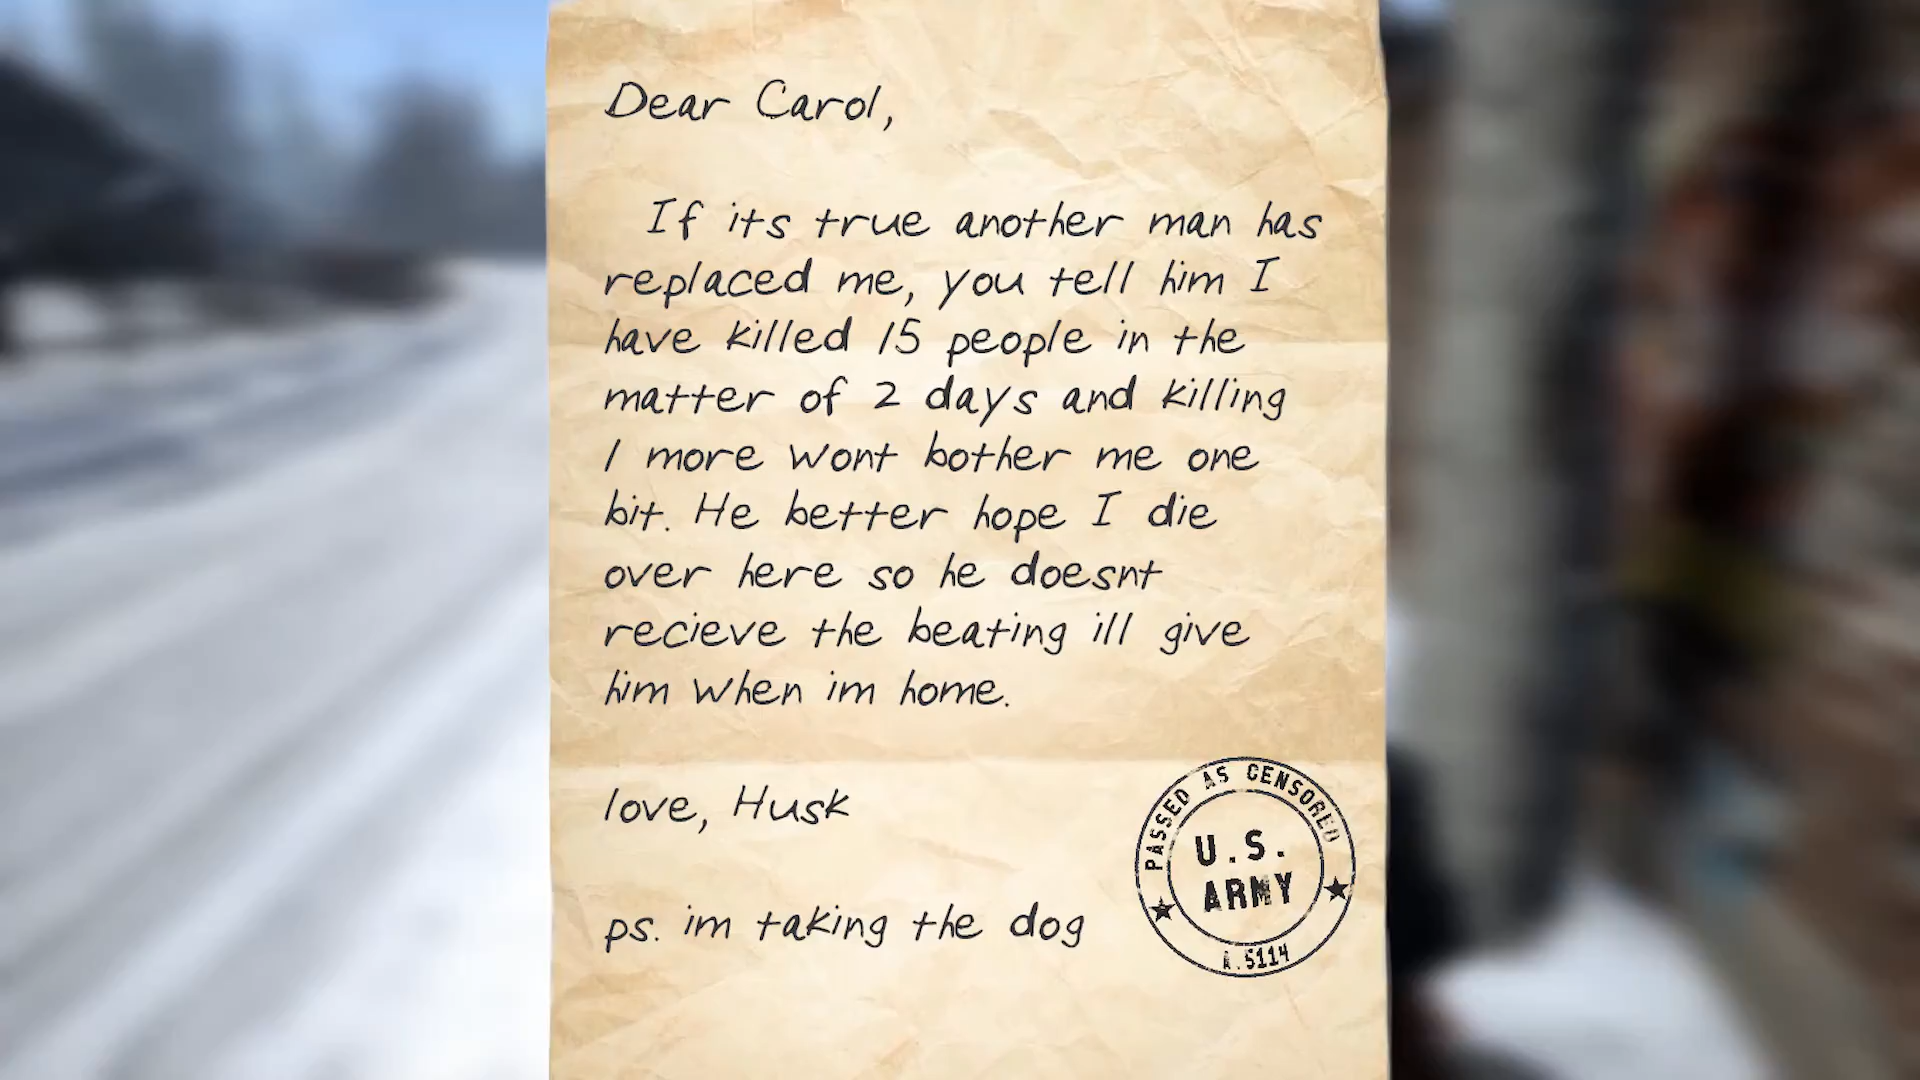 Dear Carol,
If its true another man has
replaced me, you tell him I
have killed 15 people in the
matter of 2 days and killing
1 more wont bother me one
bit. He better hope I die
over here so he doesnt
recieve the beating ill give
him when im home.
love, Husk
ps. im taking the dog
PASSED AS CENSORED
U.S.
ARMY
A.5114